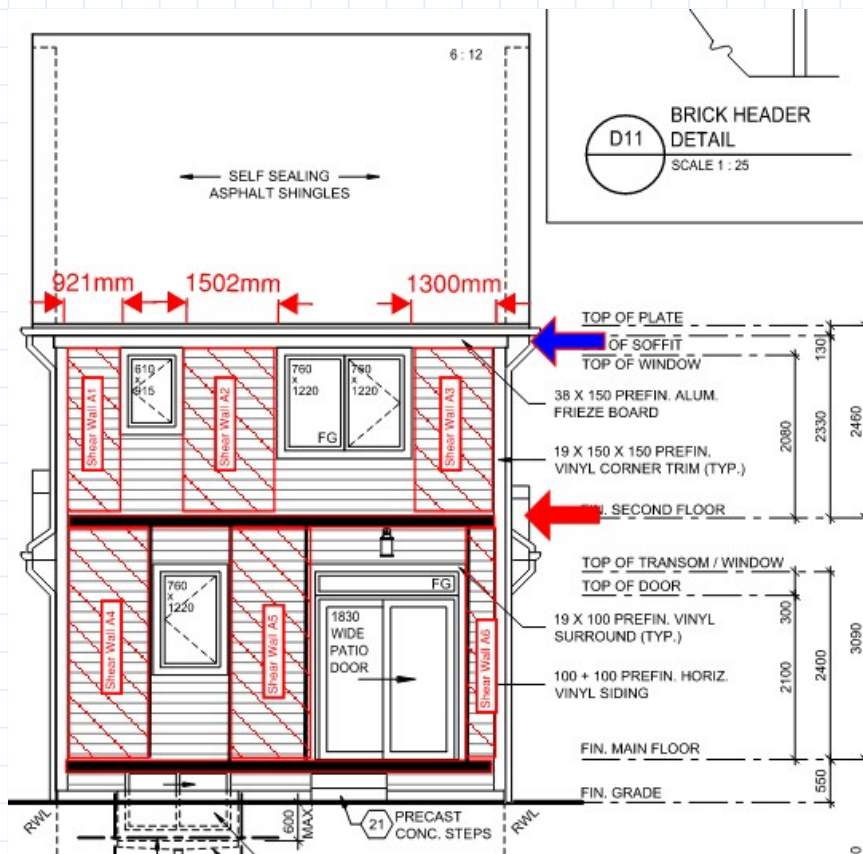 6 : 12
D11
BRICK HEADER
DETAIL
SCALE 1 : 25
SELF SEALING
ASPHALT SHINGLES
921mm
1502mm
1300mm
TOP OF PLATE
OF SOFFIT
TOP OF WINDOW
130
38 X 150 PREFIN. ALUM.
FRIEZE BOARD
19 X 150 X 150 PREFIN.
VINYL CORNER TRIM (TYP.)
2080
2330
2460
610
x
915
760
x
1220
760
x
1220
FG
Shear Wall A1
Shear Wall A2
Shear Wall A3
FIN. SECOND FLOOR
TOP OF TRANSOM / WINDOW
TOP OF DOOR
300
19 X 100 PREFIN. VINYL
SURROUND (TYP.)
100 + 100 PREFIN. HORIZ.
VINYL SIDING
2100
2400
3090
760
x
1220
FG
1830
WIDE
PATIO
DOOR
Shear Wall A4
Shear Wall A5
Shear Wall A6
FIN. MAIN FLOOR
550
FIN. GRADE
RWL
600
MAX.
21
PRECAST
CONC. STEPS
RWL